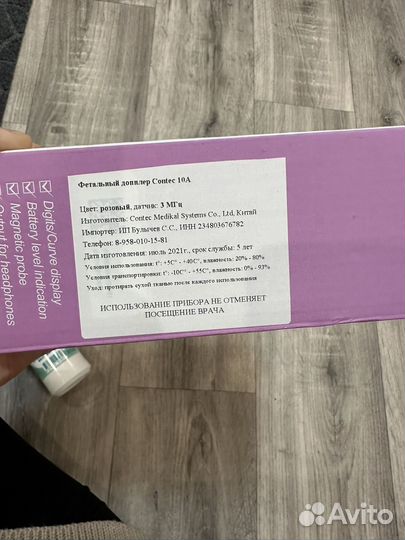 Фетальный допплер Contec 10A
Цвет: розовый, датчик: 3 МГц
Изготовитель: Contec Medikal Systems Co., Ltd, Китай
Импортер: ИП Булычев С.С., ИНН 234803676782
Телефон: 8-958-010-15-81
Дата изготовения: июль 2021г., срок службы: 5 лет
Условия использования: t°: +5C° - +40C°, влажность: 20% - 80%
Условия транспортировки: t°: -10C° - +55C°, влажность: 0% - 93%
Уход: протирать сухой тканью после каждого использования
ИСПОЛЬЗОВАНИЕ ПРИБОРА НЕ ОТМЕНЯЕТ
ПОСЕЩЕНИЕ ВРАЧА
Digits/Curve display
Battery level indication
Magnetic probe
Output for headphones
Avito